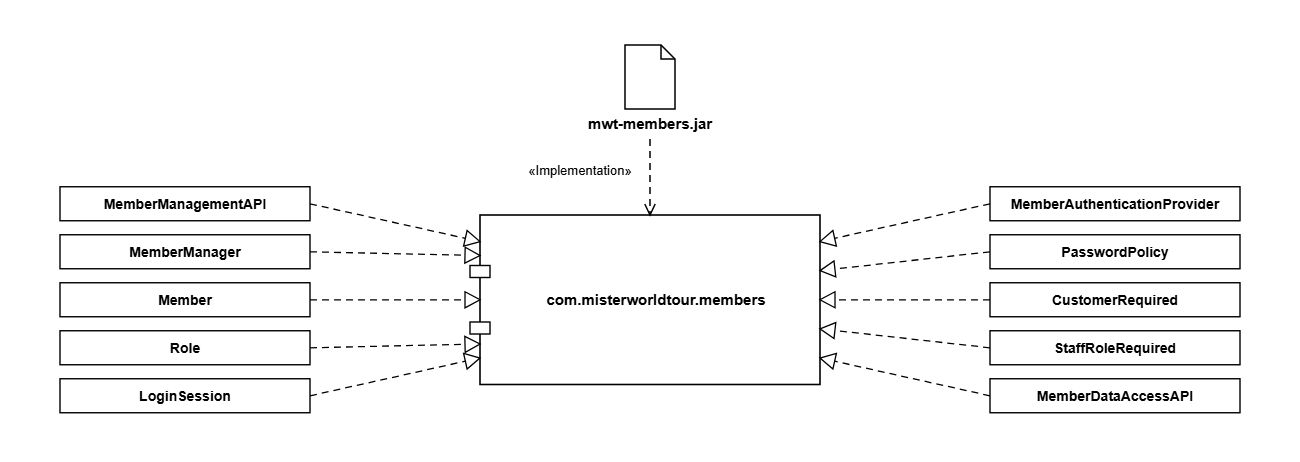 mwt-members.jar
«Implementation»
MemberManagementAPI
MemberManager
Member
Role
LoginSession
com.misterworldtour.members
MemberAuthenticationProvider
PasswordPolicy
CustomerRequired
StaffRoleRequired
MemberDataAccessAPI